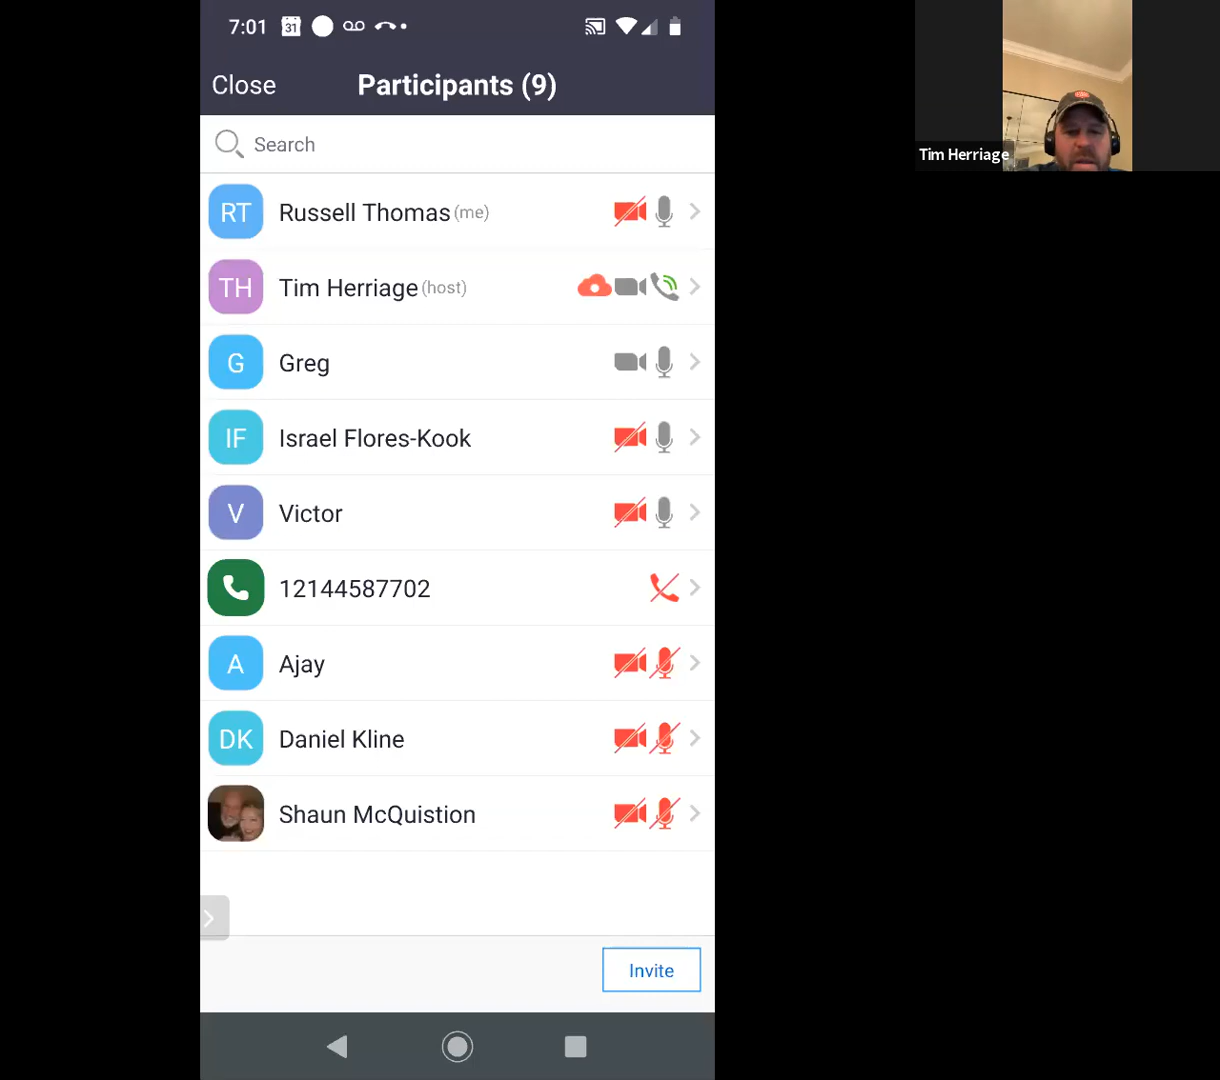 7:01 31
Close Participants (9)
Search
RT Russell Thomas (me)
TH Tim Herriage (host)
G Greg
IF Israel Flores-Kook
V Victor
12144587702
A Ajay
DK Daniel Kline
Shaun McQuistion
Invite
Tim Herriage